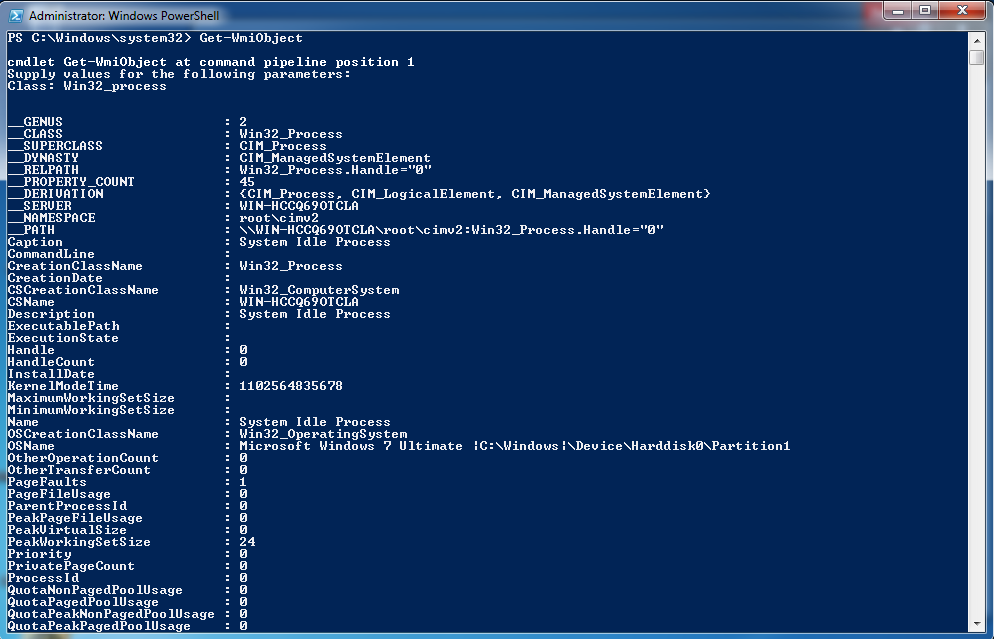 Administrator: Windows PowerShell
PS C:\Windows\system32> Get-WmiObject
cmdlet Get-WmiObject at command pipeline position 1
Supply values for the following parameters:
Class: Win32_process
__GENUS : 2
__CLASS : Win32_Process
__SUPERCLASS : CIM_Process
__DYNASTY : CIM_ManagedSystemElement
__RELPATH : Win32_Process.Handle="0"
__PROPERTY_COUNT : 45
__DERIVATION : {CIM_Process, CIM_LogicalElement, CIM_ManagedSystemElement}
__SERVER : WIN-HCCQ69OTCLA
__NAMESPACE : root\cimv2
__PATH : \\WIN-HCCQ69OTCLA\root\cimv2:Win32_Process.Handle="0"
Caption : System Idle Process
CommandLine :
CreationClassName : Win32_Process
CreationDate :
CSCreationClassName : Win32_ComputerSystem
CSName : WIN-HCCQ69OTCLA
Description : System Idle Process
ExecutablePath :
ExecutionState :
Handle : 0
HandleCount : 0
InstallDate :
KernelModeTime : 1102564835678
MaximumWorkingSetSize :
MinimumWorkingSetSize :
Name : System Idle Process
OSCreationClassName : Win32_OperatingSystem
OSName : Microsoft Windows 7 Ultimate |C:\Windows|\Device\Harddisk0\Partition1
OtherOperationCount : 0
OtherTransferCount : 0
PageFaults : 1
PageFileUsage : 0
ParentProcessId : 0
PeakPageFileUsage : 0
PeakVirtualSize : 0
PeakWorkingSetSize : 24
Priority : 0
PrivatePageCount : 0
ProcessId : 0
QuotaNonPagedPoolUsage : 0
QuotaPagedPoolUsage : 0
QuotaPeakNonPagedPoolUsage : 0
QuotaPeakPagedPoolUsage : 0